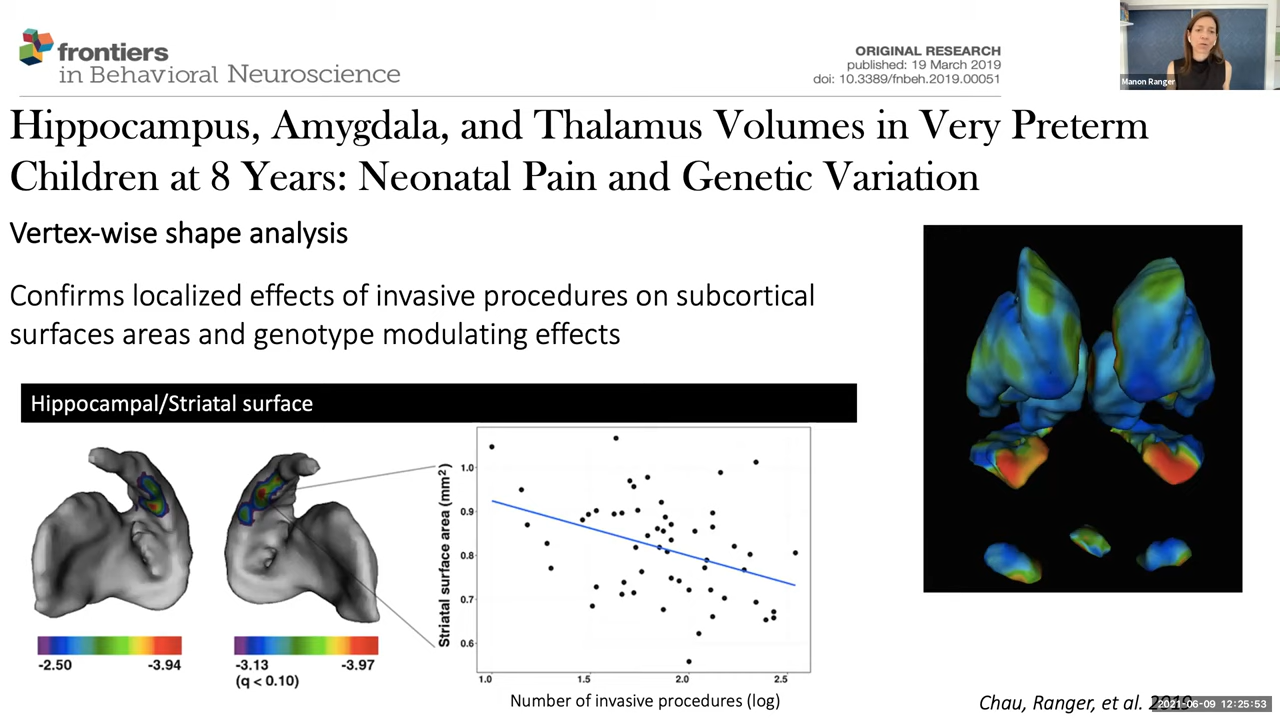 frontiers
in Behavioral Neuroscience
ORIGINAL RESEARCH
published: 19 March 2019
doi: 10.3389/fnbeh.2019.00051
Manon Ranger
Hippocampus, Amygdala, and Thalamus Volumes in Very Preterm
Children at 8 Years: Neonatal Pain and Genetic Variation
Vertex-wise shape analysis
Confirms localized effects of invasive procedures on subcortical
surfaces areas and genotype modulating effects
Hippocampal/Striatal surface
-2.50
-3.94
-3.13
-3.97
(q < 0.10)
Striatal surface area (mm²)
1.0
0.9
0.8
0.7
0.6
1.0
1.5
2.0
2.5
Number of invasive procedures (log)
Chau, Ranger, et al. 2019
2021-06-09 12:25:53